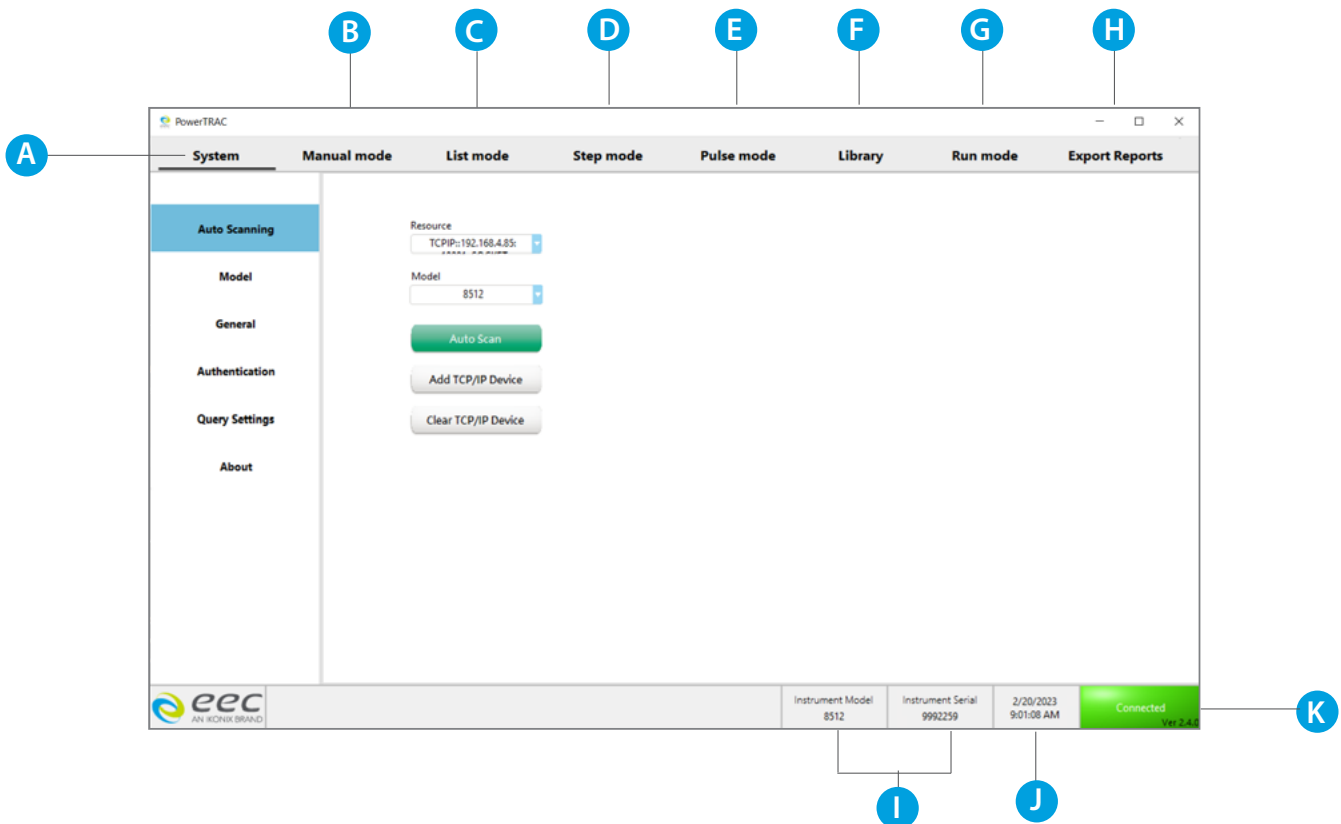 B C D E F G H
PowerTRAC
A
System Manual mode List mode Step mode Pulse mode Library Run mode Export Reports
Auto Scanning
Model
General
Authentication
Query Settings
About
Resource
TCPIP::192.168.4.85:
Model
8512
Auto Scan
Add TCP/IP Device
Clear TCP/IP Device
eec
AN IKONIX BRAND
Instrument Model
8512
Instrument Serial
9992259
2/20/2023
9:01:08 AM
Connected
Ver 2.4.0
K
I
J